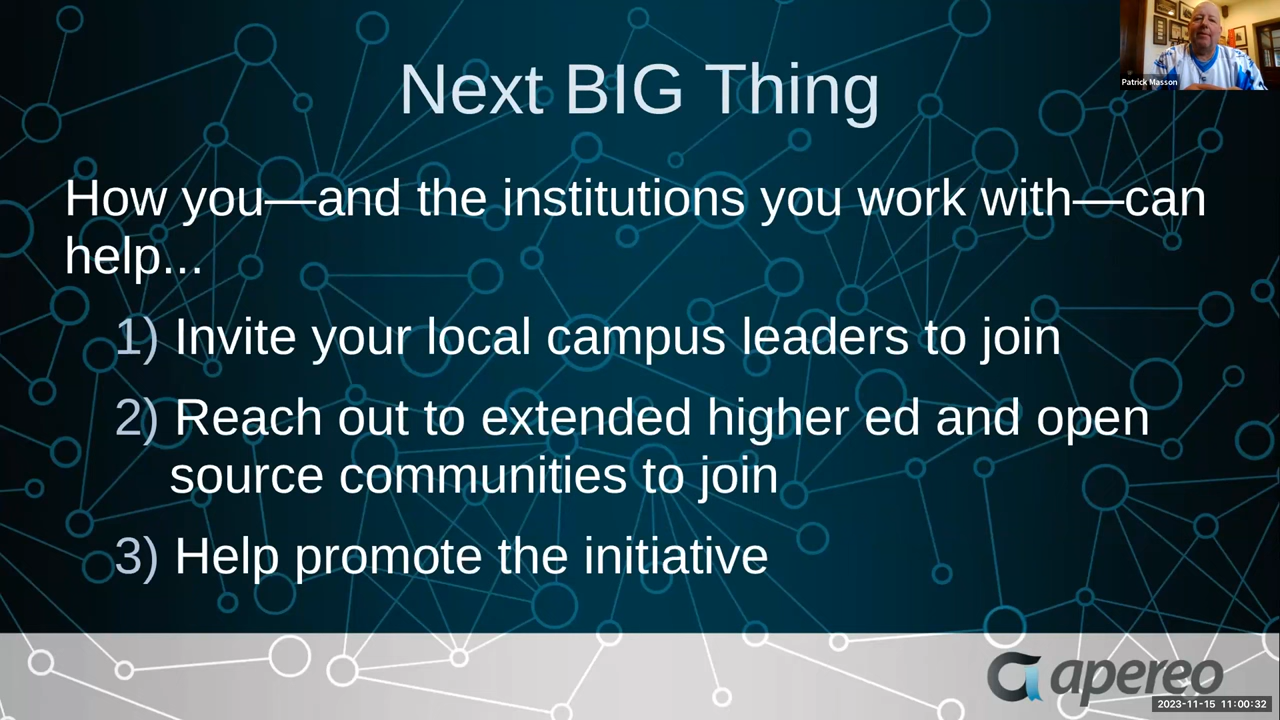 Patrick Masson
Next BIG Thing
How you—and the institutions you work with—can
help...
1) Invite your local campus leaders to join
2) Reach out to extended higher ed and open
source communities to join
3) Help promote the initiative
apereo
2023-11-15 11:00:32